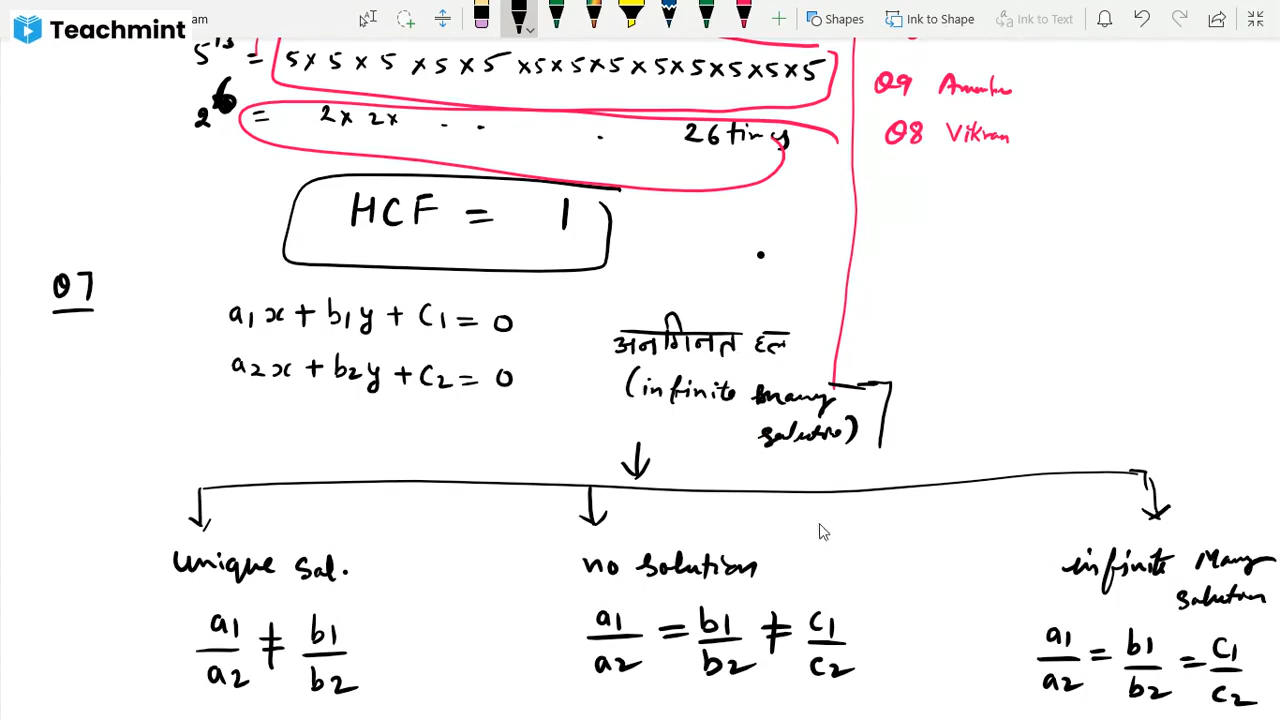 am
Shapes Ink to Shape Ink to Text
Teachmint
5¹³ = 5 × 5 × 5 × 5 × 5 × 5 × 5 × 5 × 5 × 5 × 5 × 5 × 5
Q9
2²⁶ = 2 × 2 × - . . 26 times
Q8 Vikran
HCF = 1
Q7
a1x + b1y + c1 = 0
a2x + b2y + c2 = 0
अनगिनत हल
(infinite many
solution)
unique sol.
no solution
infinite Many
solution
a1/a2 ≠ b1/b2
a1/a2 = b1/b2 ≠ c1/c2
a1/a2 = b1/b2 = c1/c2